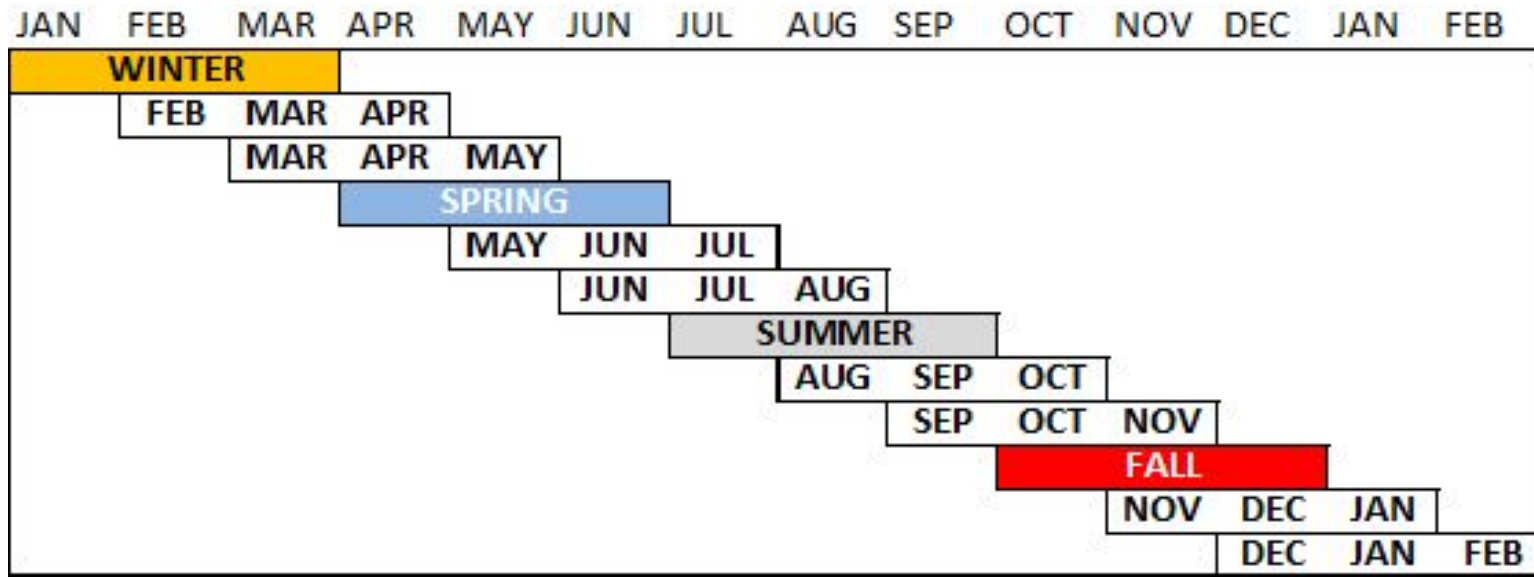 JAN FEB MAR APR MAY JUN JUL AUG SEP OCT NOV DEC JAN FEB
WINTER
FEB MAR APR
MAR APR MAY
SPRING
MAY JUN JUL
JUN JUL AUG
SUMMER
AUG SEP OCT
SEP OCT NOV
FALL
NOV DEC JAN
DEC JAN FEB